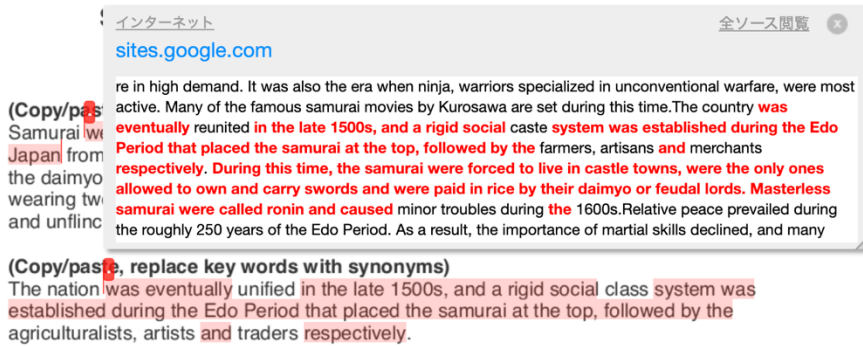 インターネット
全ソース閲覧
sites.google.com
re in high demand. It was also the era when ninja, warriors specialized in unconventional warfare, were most
active. Many of the famous samurai movies by Kurosawa are set during this time.The country was
eventually reunited in the late 1500s, and a rigid social caste system was established during the Edo
Period that placed the samurai at the top, followed by the farmers, artisans and merchants
respectively. During this time, the samurai were forced to live in castle towns, were the only ones
allowed to own and carry swords and were paid in rice by their daimyo or feudal lords. Masterless
samurai were called ronin and caused minor troubles during the 1600s.Relative peace prevailed during
the roughly 250 years of the Edo Period. As a result, the importance of martial skills declined, and many
(Copy/past
Samurai we
Japan from
the daimyo
wearing tw
and unflinc
(Copy/paste, replace key words with synonyms)
The nation was eventually unified in the late 1500s, and a rigid social class system was
established during the Edo Period that placed the samurai at the top, followed by the
agriculturalists, artists and traders respectively.